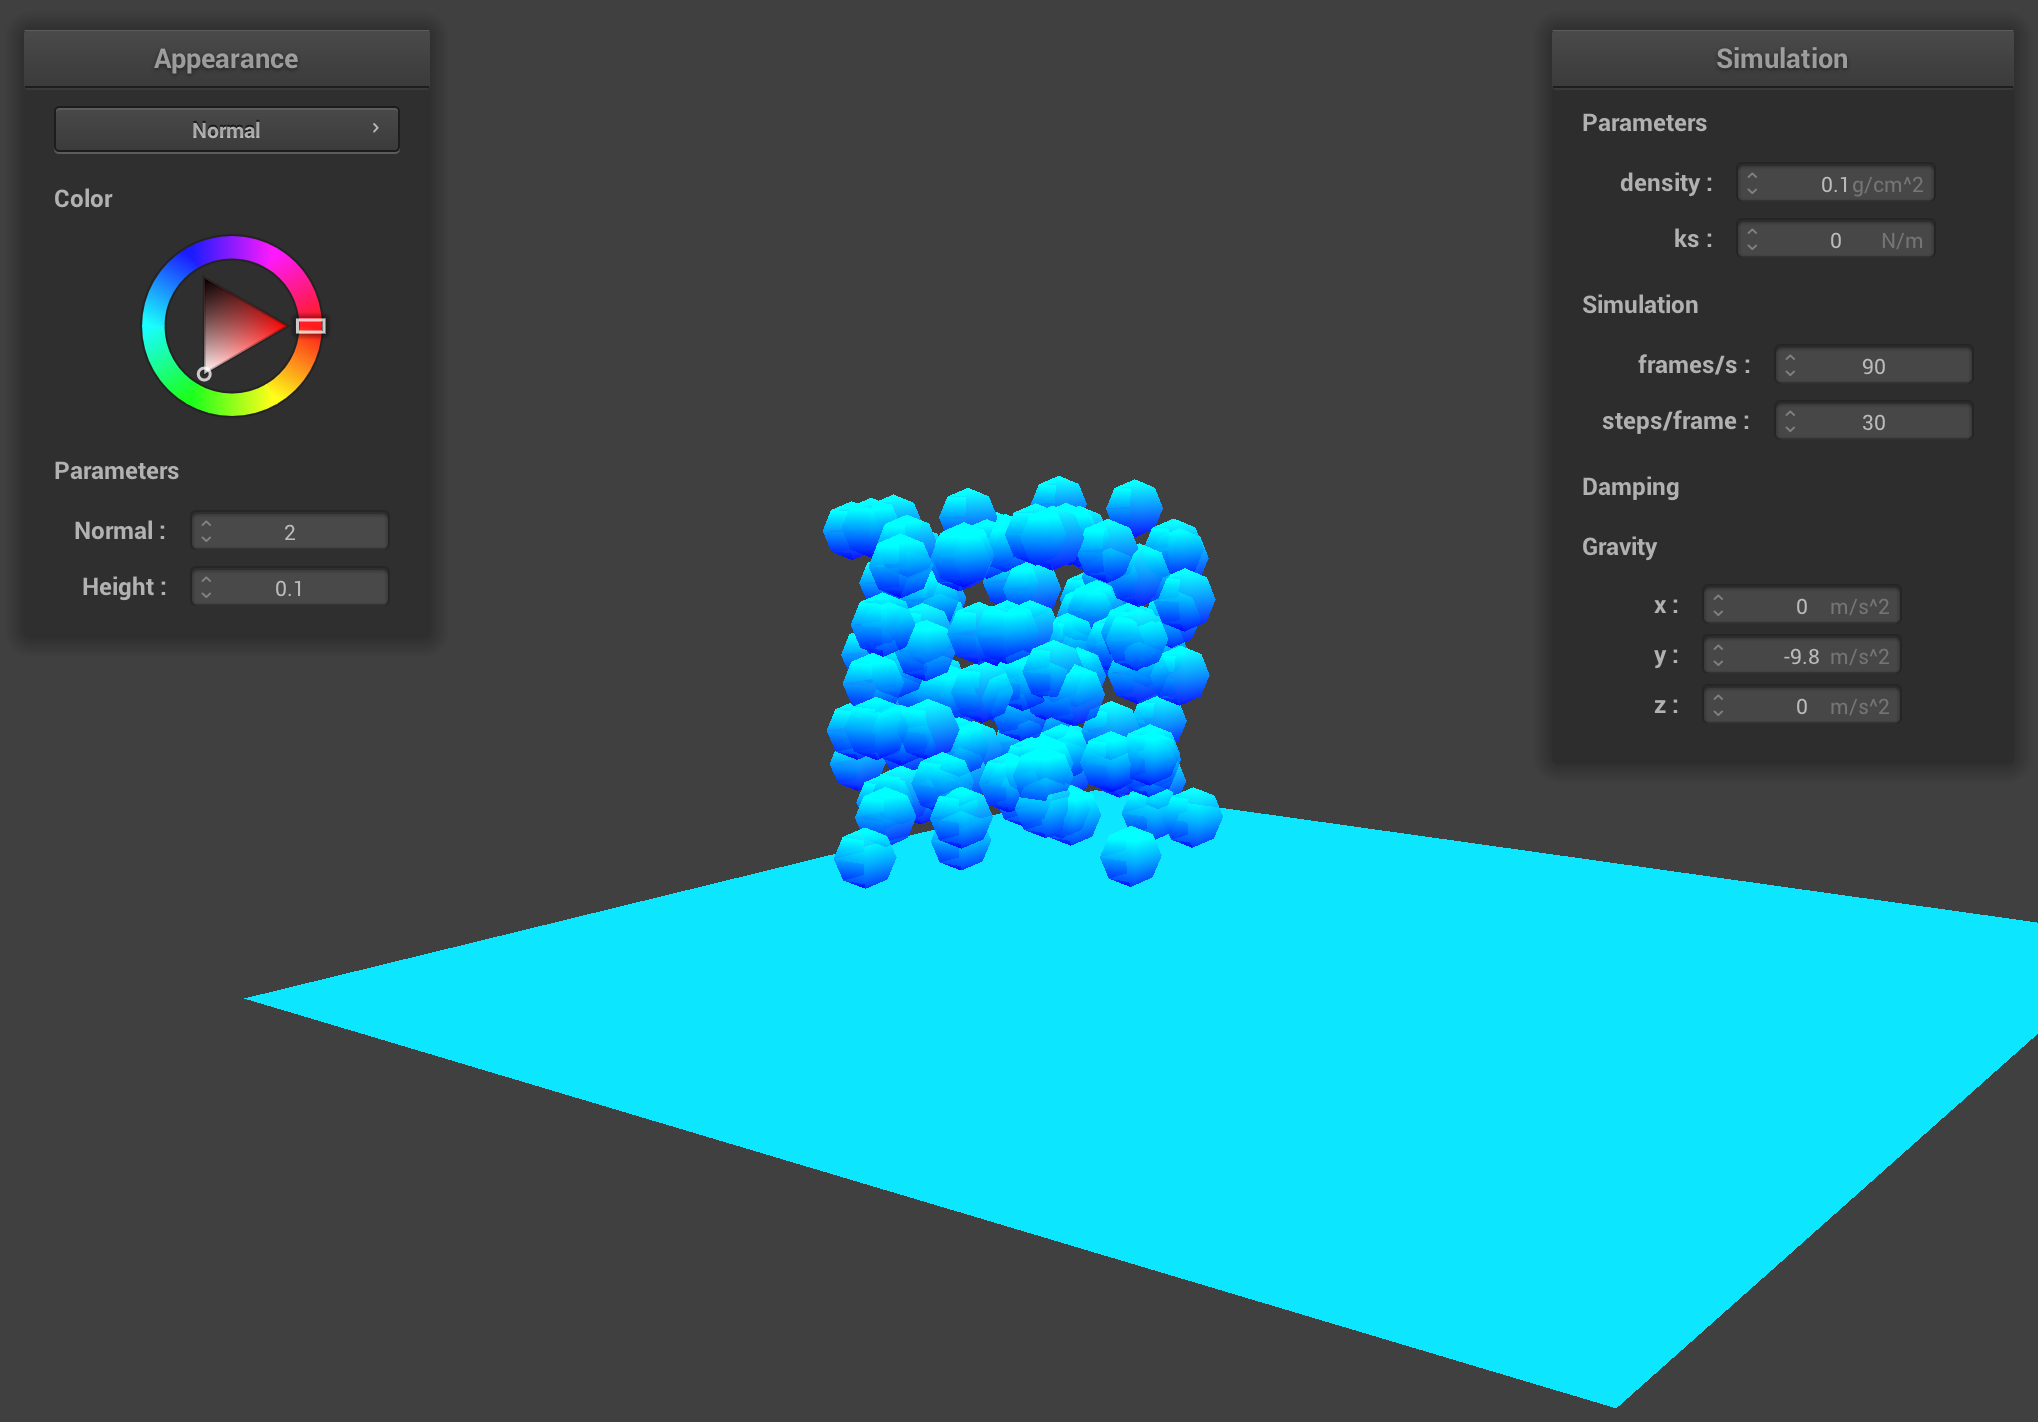 Appearance
Normal
Color
Parameters
Normal : 2
Height : 0.1
Simulation
Parameters
density : 0.1 g/cm^2
ks : 0 N/m
Simulation
frames/s : 90
steps/frame : 30
Damping
Gravity
x : 0 m/s^2
y : -9.8 m/s^2
z : 0 m/s^2